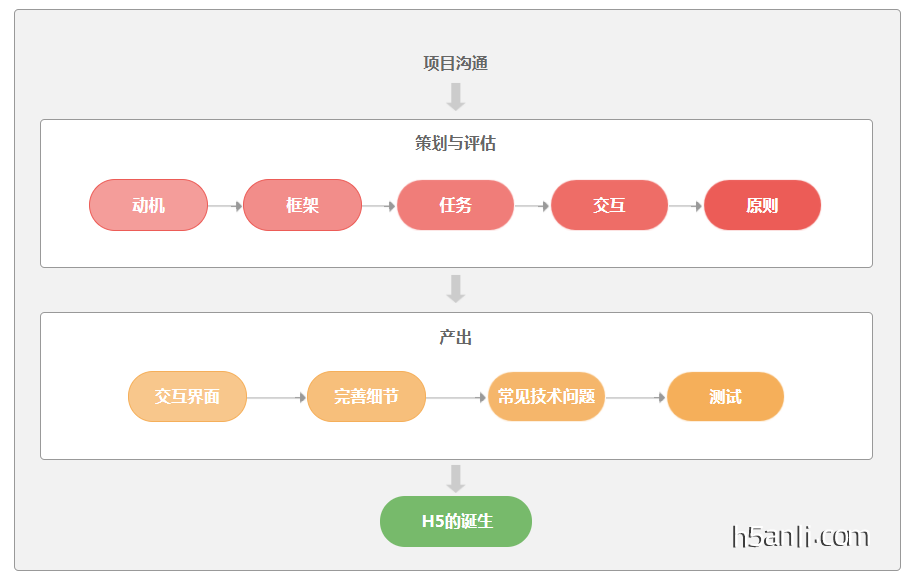 项目沟通
策划与评估
动机 框架 任务 交互 原则
产出
交互界面 完善细节 常见技术问题 测试
H5的诞生
h5anli.com